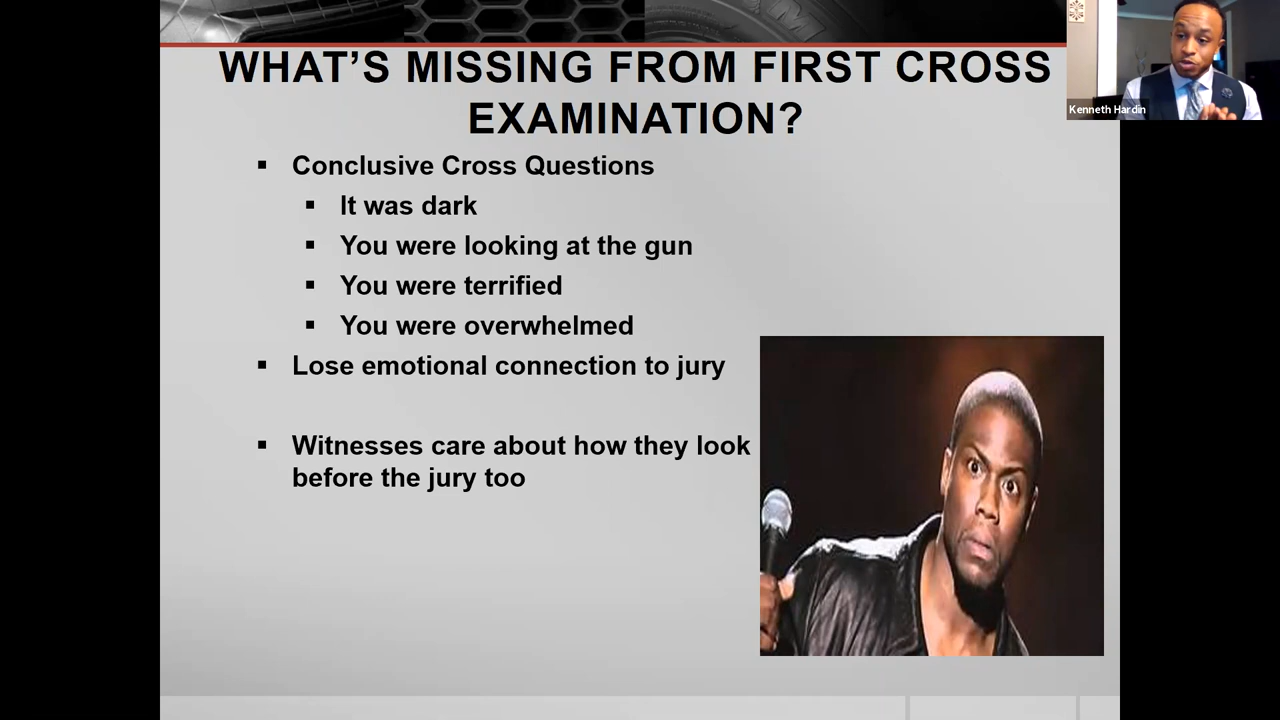 WHAT'S MISSING FROM FIRST CROSS
EXAMINATION?
Kenneth Hardin
▪ Conclusive Cross Questions
▪ It was dark
▪ You were looking at the gun
▪ You were terrified
▪ You were overwhelmed
▪ Lose emotional connection to jury
▪ Witnesses care about how they look
before the jury too